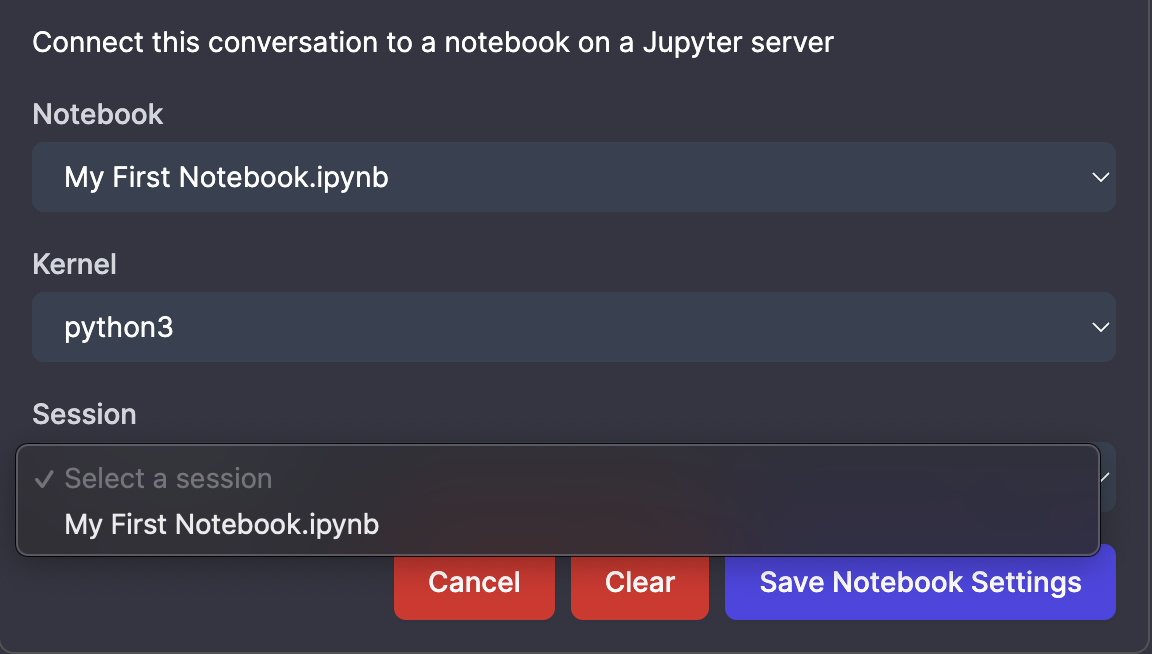 Connect this conversation to a notebook on a Jupyter server
Notebook
My First Notebook.ipynb
Kernel
python3
Session
Select a session
My First Notebook.ipynb
Cancel Clear Save Notebook Settings